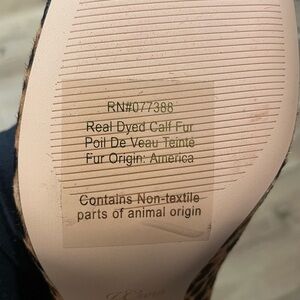 RN#077388
Real Dyed Calf Fur
Poil De Veau Teinté
Fur Origin: America
Contains Non-textile
parts of animal origin